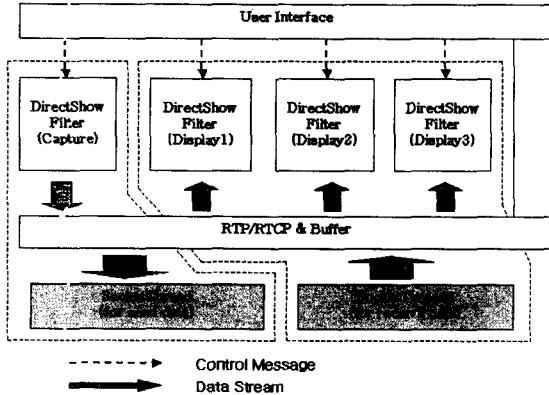 User Interface
DirectShow
Filter
(Capture)
DirectShow
Filter
(Display1)
DirectShow
Filter
(Display2)
DirectShow
Filter
(Display3)
RTP/RTCP & Buffer
Control Message
Data Stream